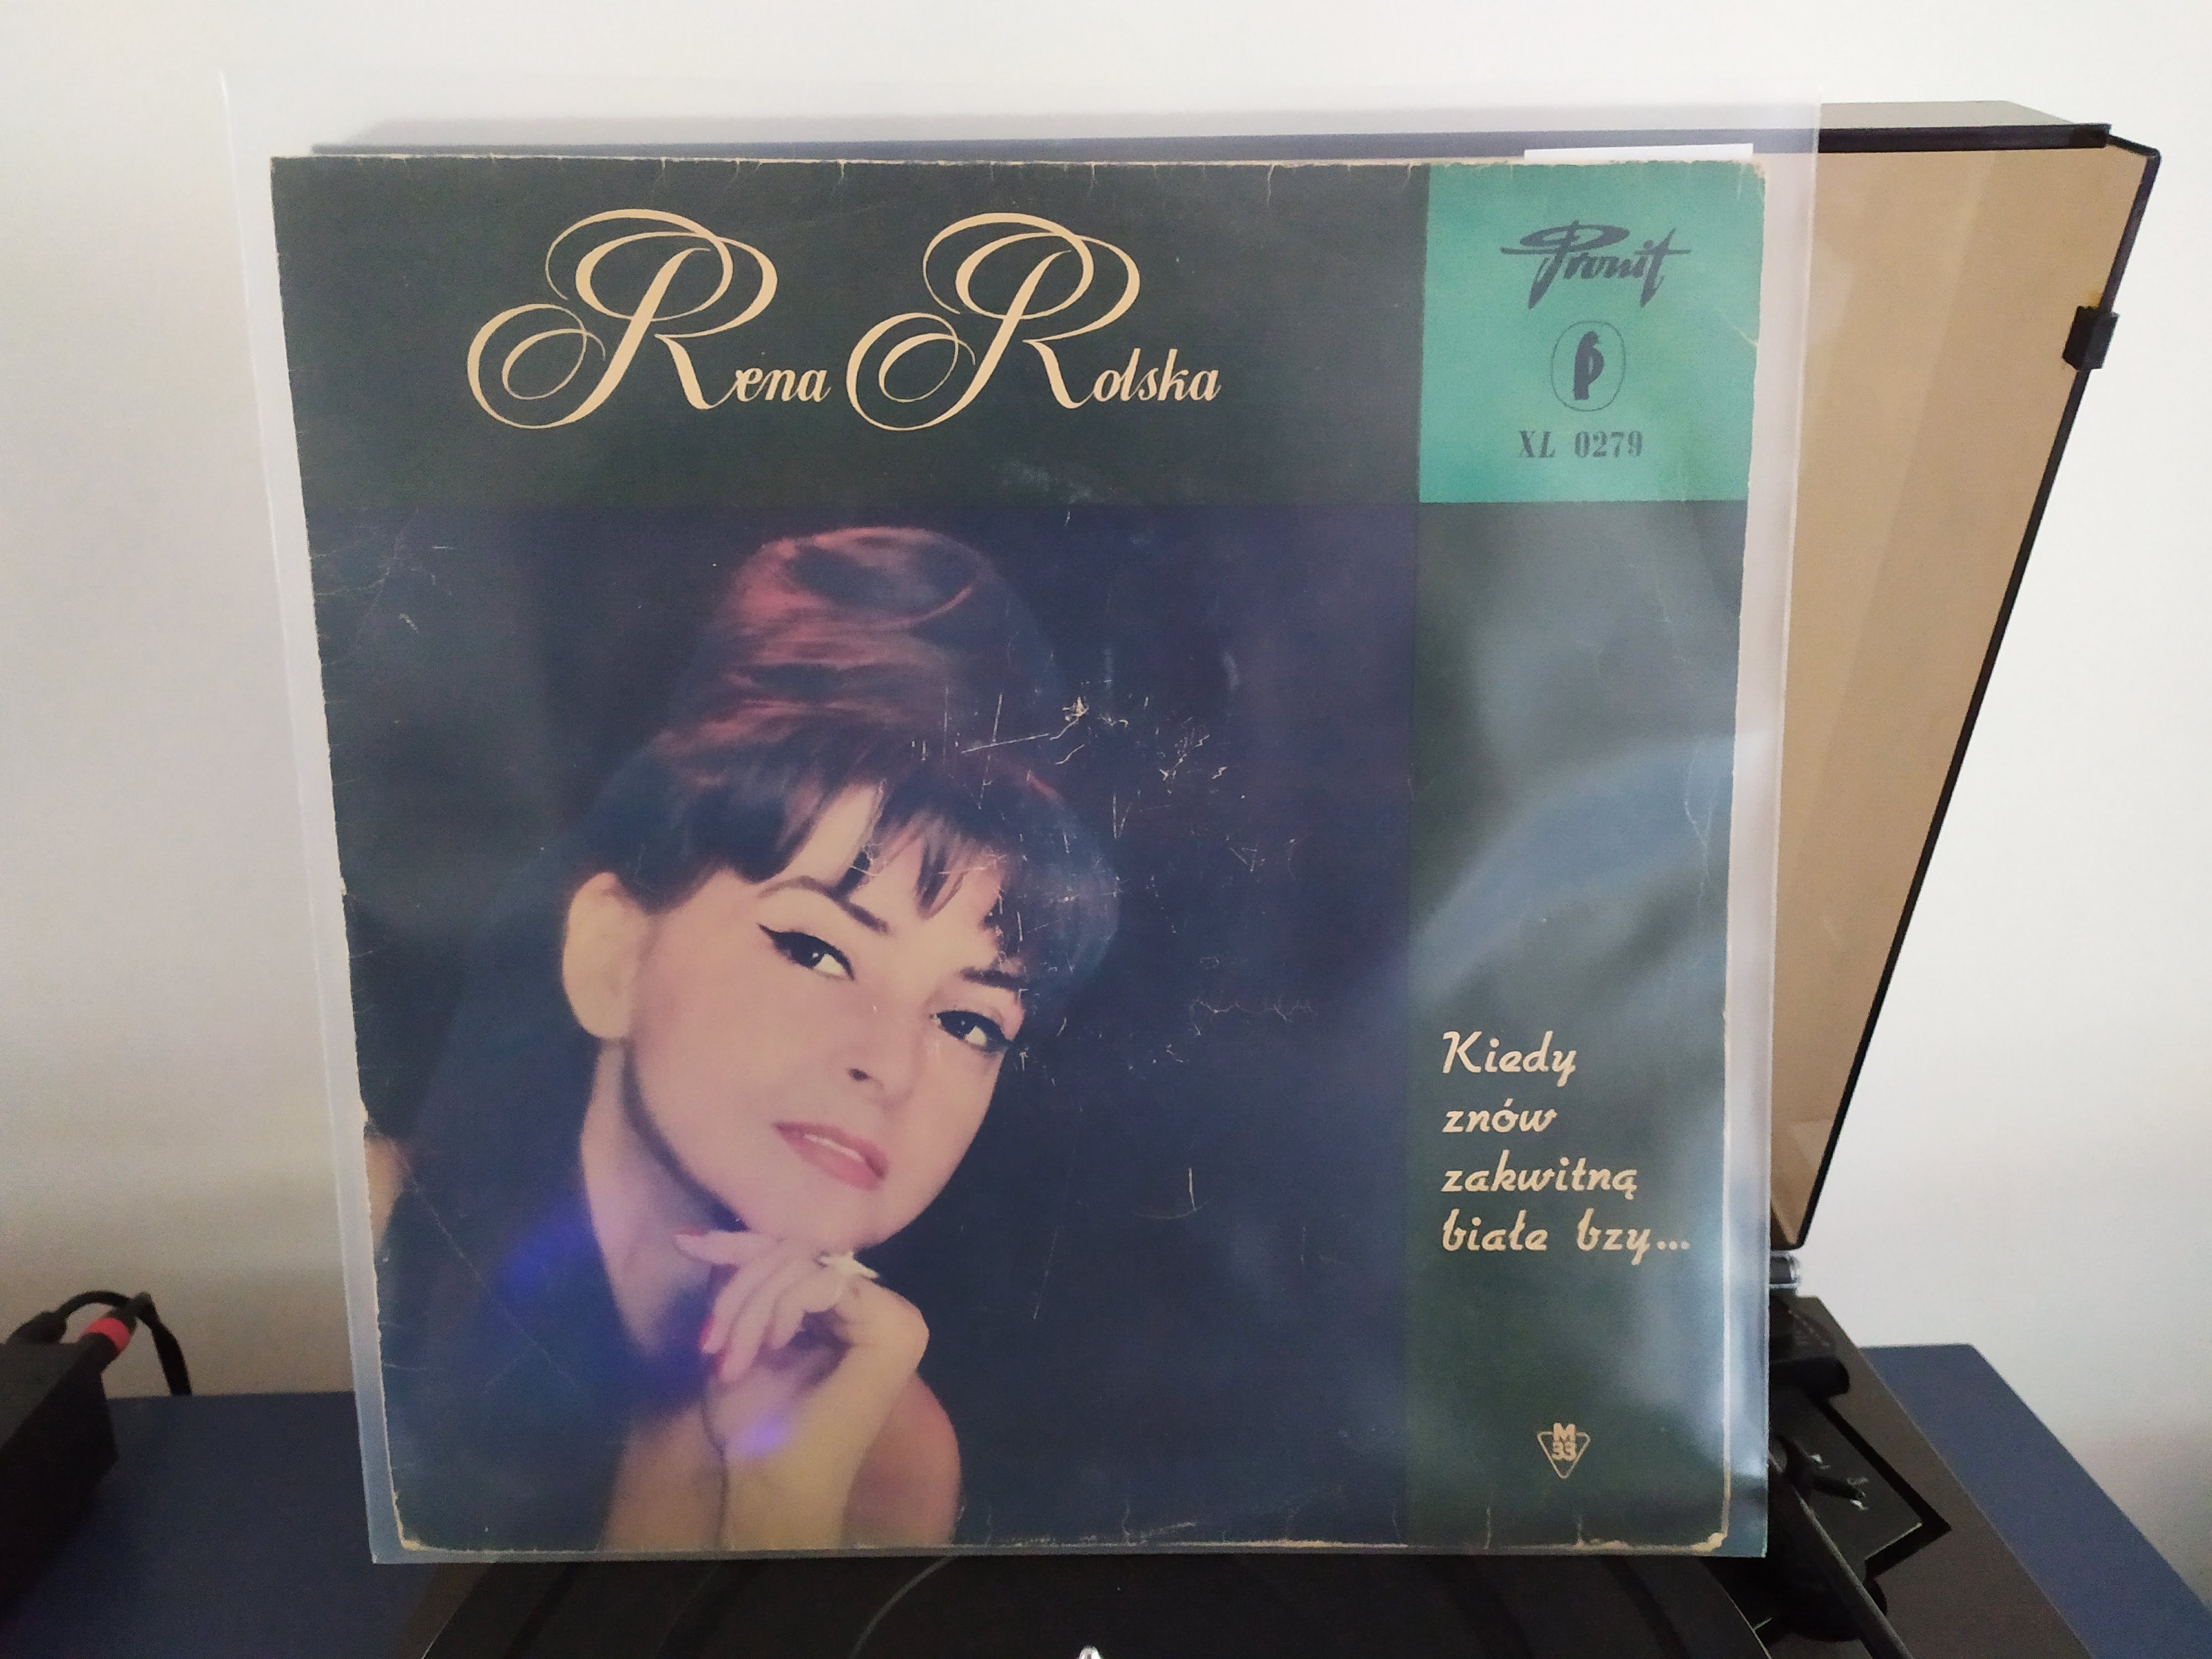 Rena Rolska
Pronit
P
XL 0279
Kiedy
znów
zakwitną
białe bzy...
M
33